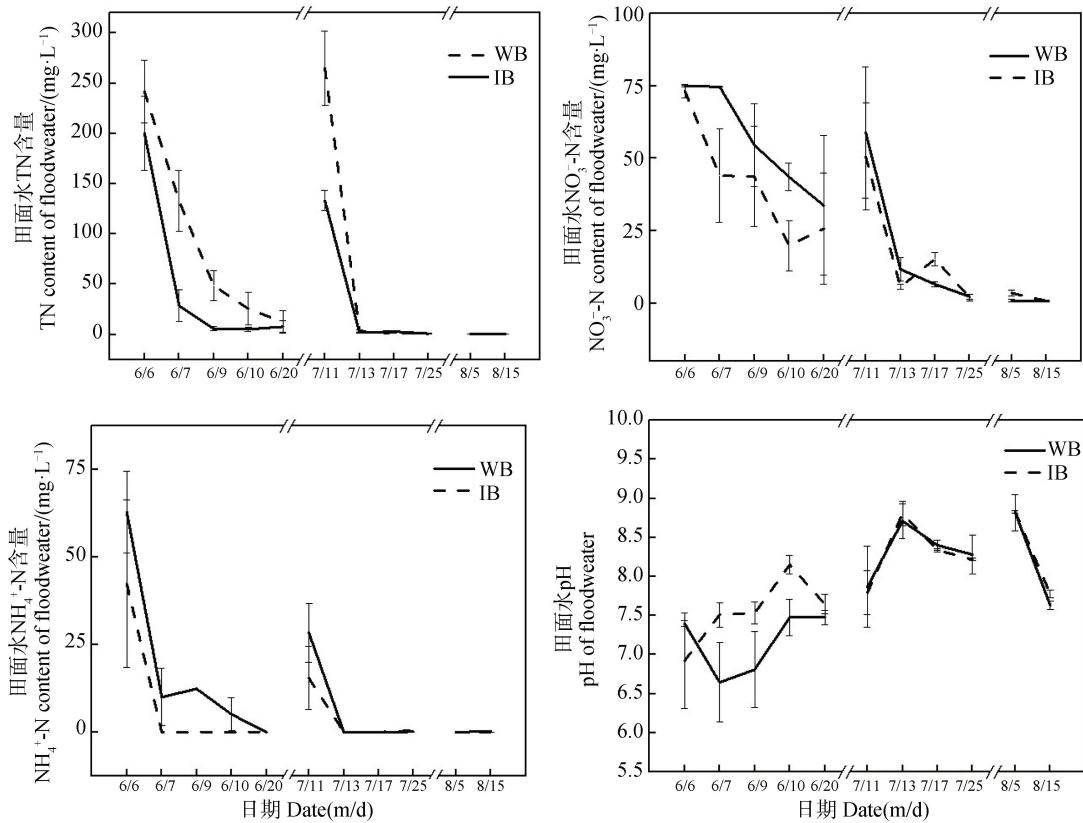 田面水TN含量
TN content of floodweater/(mg·L⁻¹)
300
250
200
150
100
50
0
WB
IB
6/6 6/7 6/9 6/10 6/20 7/11 7/13 7/17 7/25 8/5 8/15
田面水NO₃⁻-N含量
NO₃⁻-N content of floodweater/(mg·L⁻¹)
100
75
50
25
0
WB
IB
6/6 6/7 6/9 6/10 6/20 7/11 7/13 7/17 7/25 8/5 8/15
田面水NH₄⁺-N含量
NH₄⁺-N content of floodweater/(mg·L⁻¹)
75
25
0
WB
IB
6/6 6/7 6/9 6/10 6/20 7/11 7/13 7/17 7/25 8/5 8/15
日期 Date(m/d)
田面水pH
pH of floodweater
10.0
9.5
9.0
8.5
8.0
7.5
7.0
6.5
6.0
5.5
WB
IB
6/6 6/7 6/9 6/10 6/20 7/11 7/13 7/17 7/25 8/5 8/15
日期 Date(m/d)